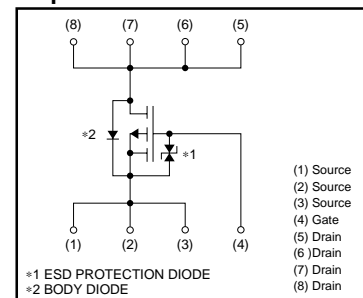 (8) (7) (6) (5)
∗2
∗1
(1) (2) (3) (4)
(1) Source
(2) Source
(3) Source
(4) Gate
(5) Drain
(6 )Drain
(7) Drain
(8) Drain
∗1 ESD PROTECTION DIODE
∗2 BODY DIODE